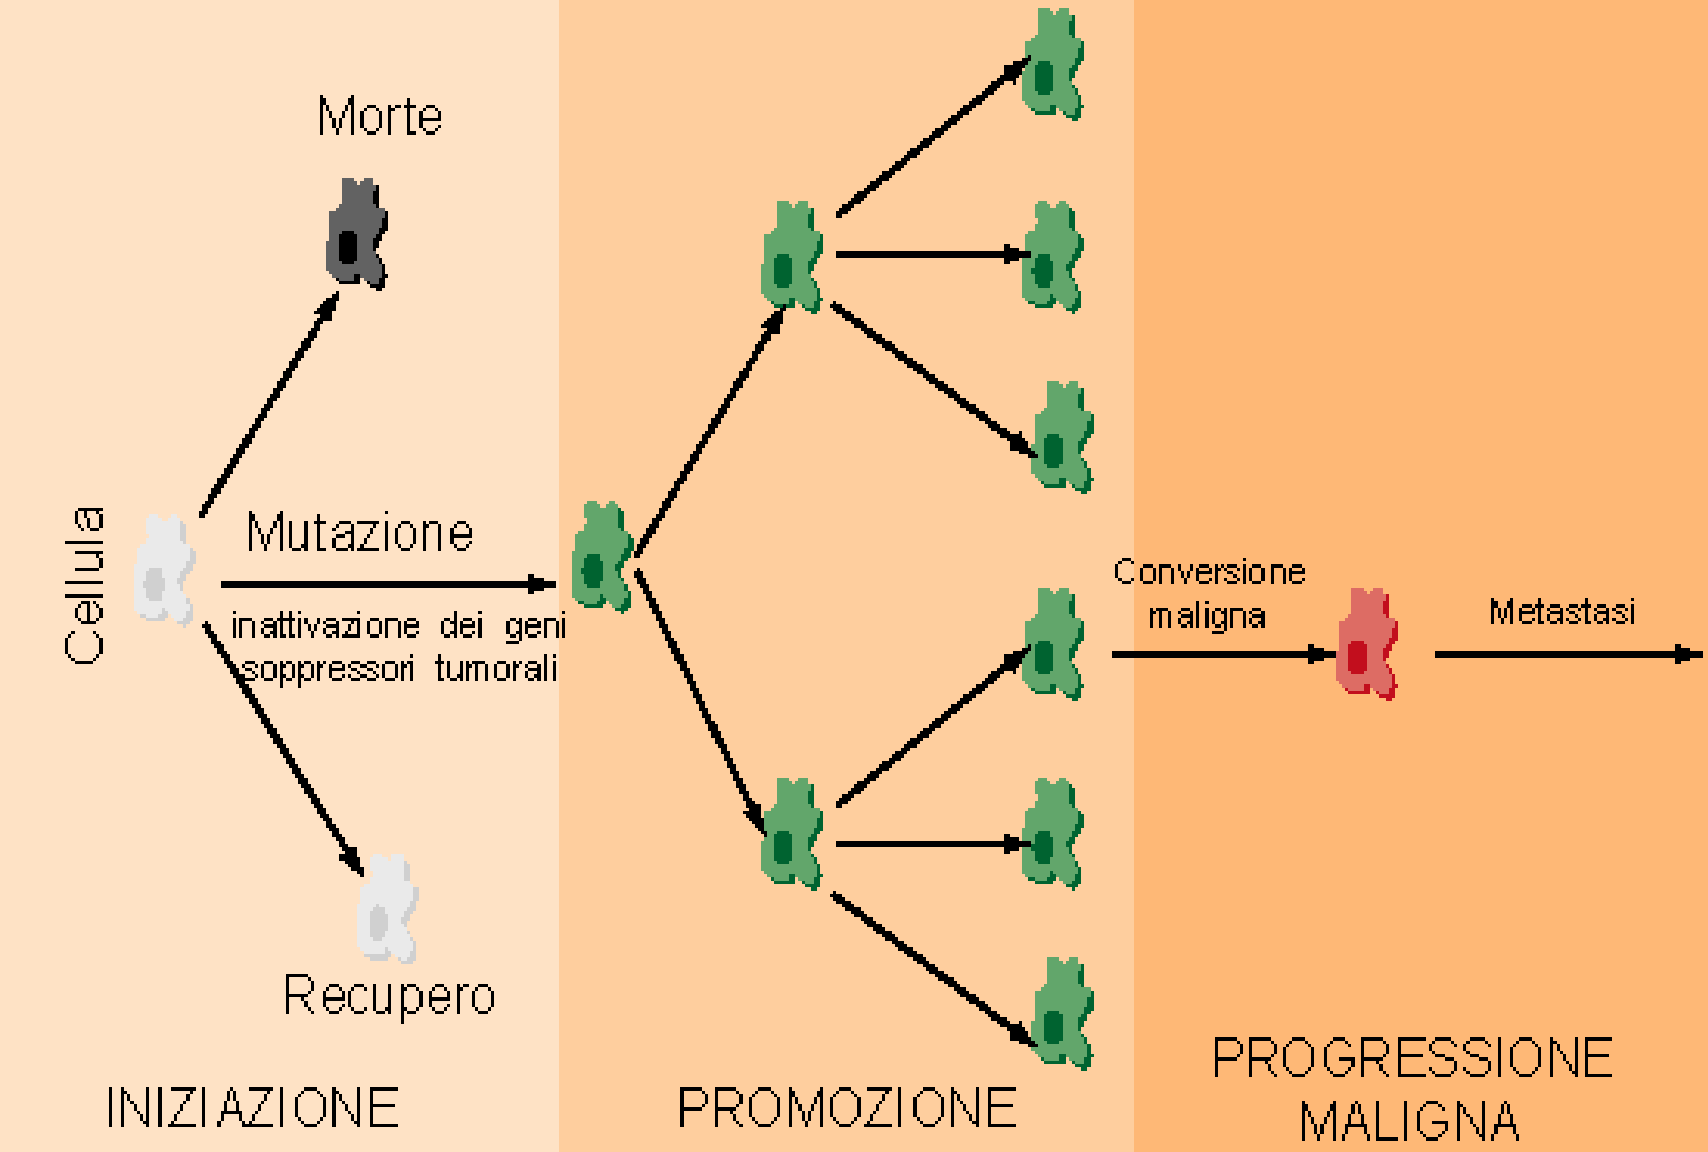 Morte
Cellula
Mutazione
inattivazione dei geni
soppressori tumorali
Recupero
INIZIAZIONE
PROMOZIONE
Conversione
maligna
Metastasi
PROGRESSIONE
MALIGNA